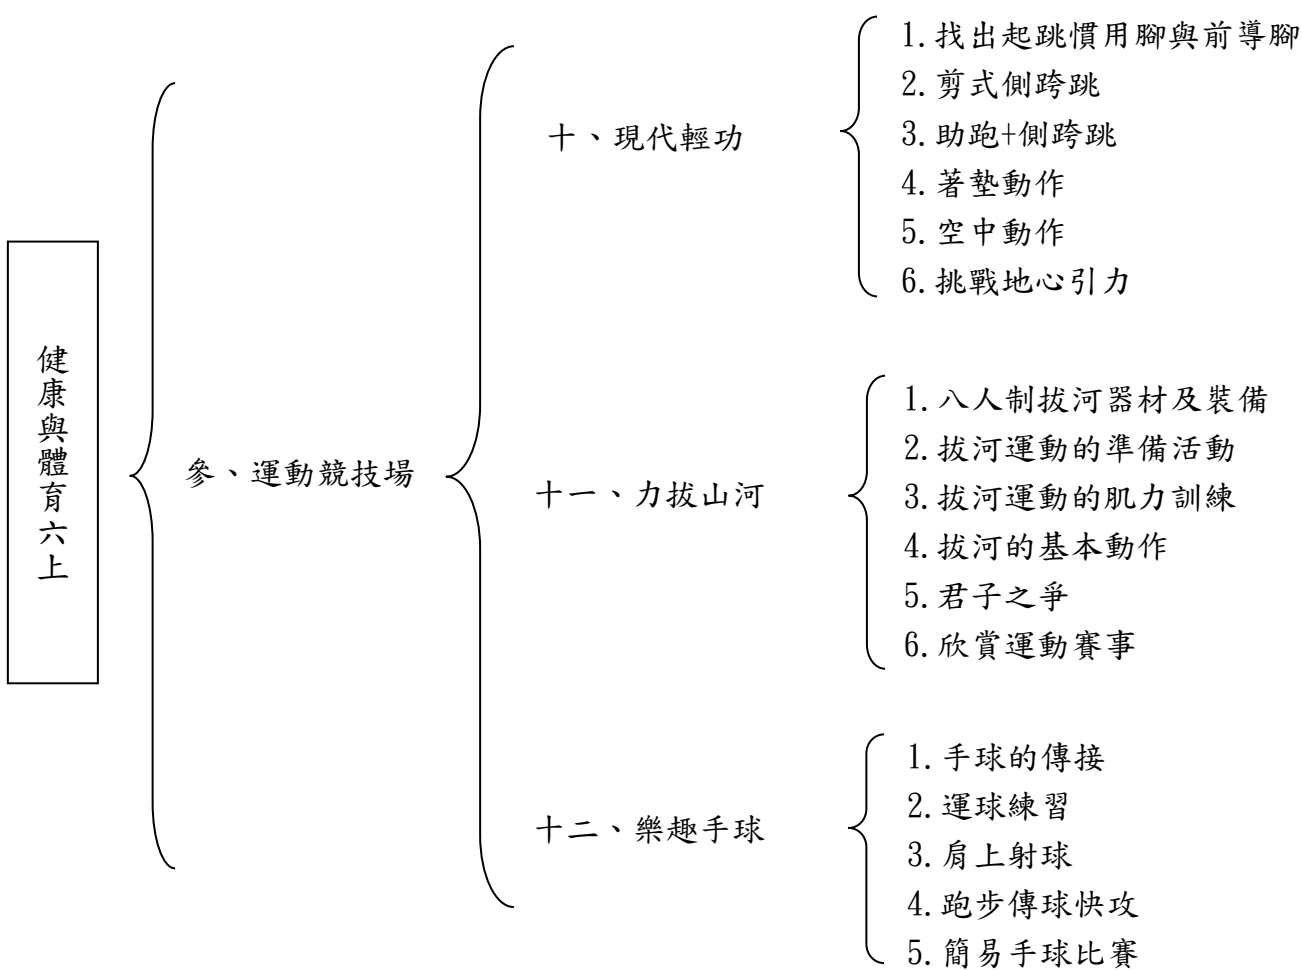 健康與體育六上
參、運動競技場
十、現代輕功
1.找出起跳慣用腳與前導腳
2.剪式側跨跳
3.助跑+側跨跳
4.著墊動作
5.空中動作
6.挑戰地心引力
十一、力拔山河
1.八人制拔河器材及裝備
2.拔河運動的準備活動
3.拔河運動的肌力訓練
4.拔河的基本動作
5.君子之爭
6.欣賞運動賽事
十二、樂趣手球
1.手球的傳接
2.運球練習
3.肩上射球
4.跑步傳球快攻
5.簡易手球比賽